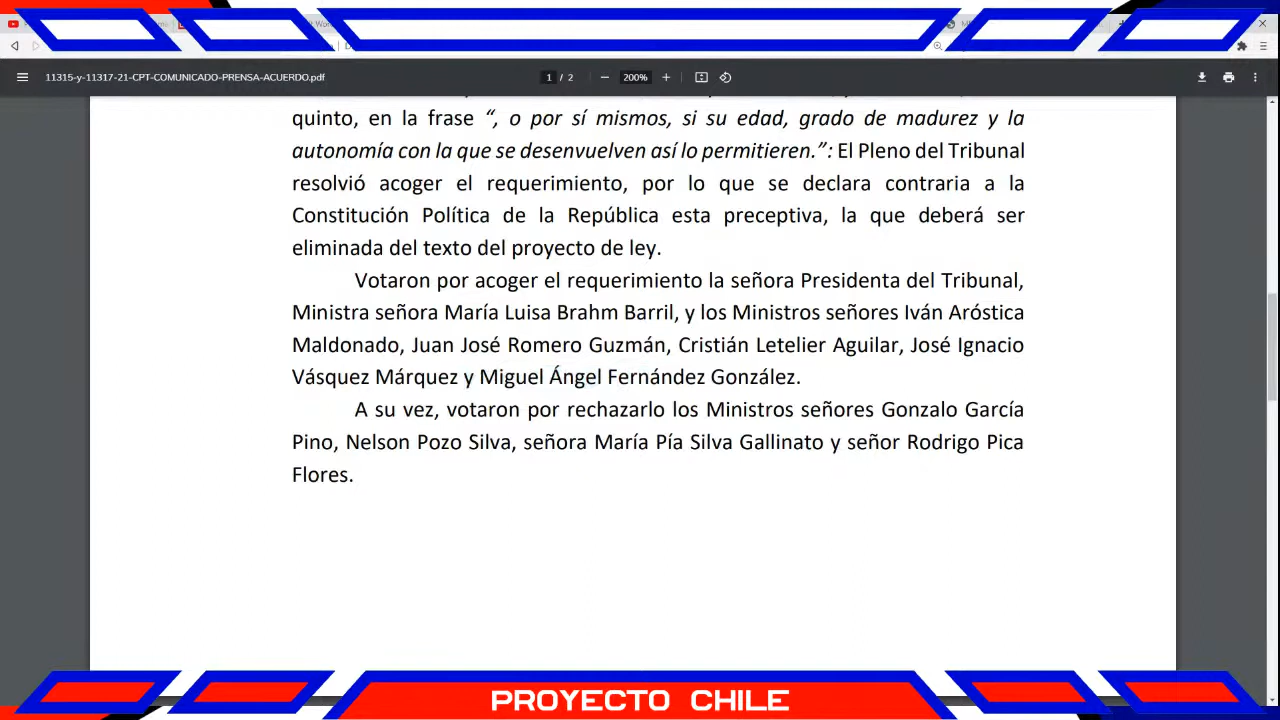 11315-y-11317-21-CPT-COMUNICADO-PRENSA-ACUERDO.pdf
1 / 2
200%
quinto, en la frase “, o por sí mismos, si su edad, grado de madurez y la
autonomía con la que se desenvuelven así lo permitieren.”: El Pleno del Tribunal
resolvió acoger el requerimiento, por lo que se declara contraria a la
Constitución Política de la República esta preceptiva, la que deberá ser
eliminada del texto del proyecto de ley.
Votaron por acoger el requerimiento la señora Presidenta del Tribunal,
Ministra señora María Luisa Brahm Barril, y los Ministros señores Iván Aróstica
Maldonado, Juan José Romero Guzmán, Cristián Letelier Aguilar, José Ignacio
Vásquez Márquez y Miguel Ángel Fernández González.
A su vez, votaron por rechazarlo los Ministros señores Gonzalo García
Pino, Nelson Pozo Silva, señora María Pía Silva Gallinato y señor Rodrigo Pica
Flores.
PROYECTO CHILE